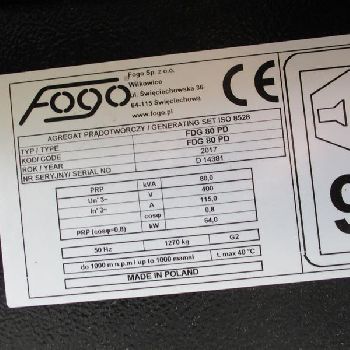 Fogo
Fogo Sp. z o.o.
Wilkowice
ul. Święciechowska 36
64-115 Święciechowa
www.fogo.pl
CE
AGREGAT PRĄDOTWÓRCZY / GENERATING SET ISO 8528
TYP / TYPE FDG 80 PD
KOD / CODE FDG 80 PD
ROK / YEAR 2017
NR SERYJNY / SERIAL NO D 14381
PRP kVA 80,0
Un 3~ V 400
In 3~ A 115,0
cosφ 0,8
PRP (cosφ=0,8) kW 64,0
50 Hz 1270 kg G2
do 1000 m n.p.m / up to 1000 masl t. max 40 °C
MADE IN POLAND
9